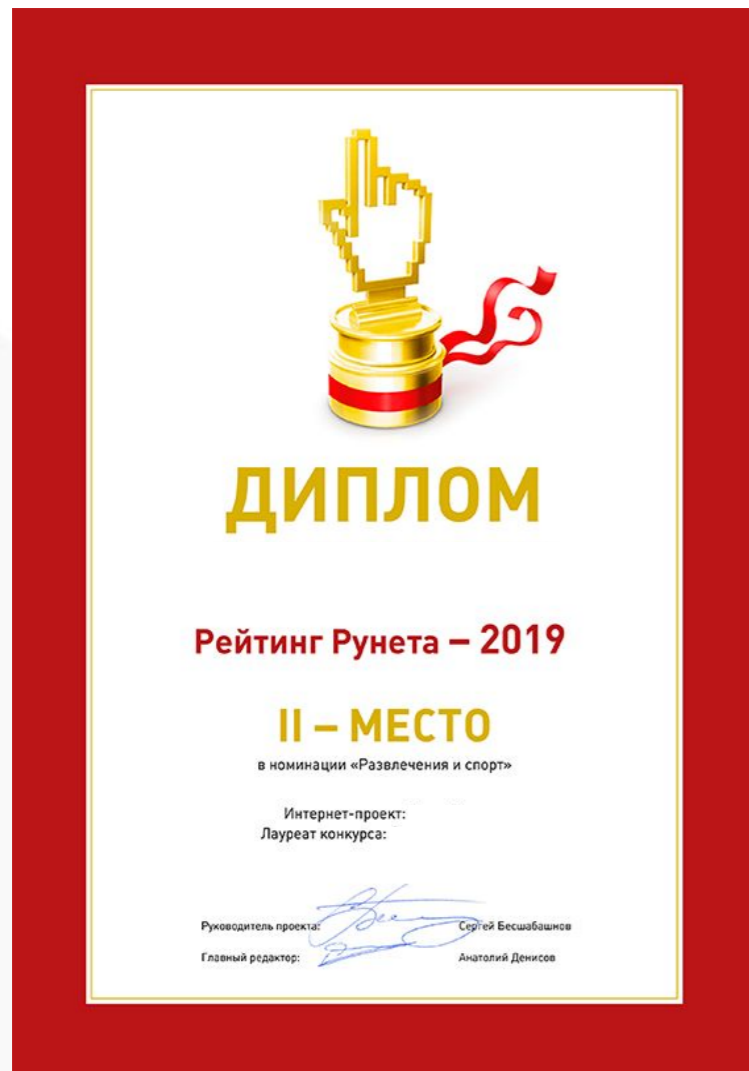 ДИПЛОМ
Рейтинг Рунета – 2019
II – МЕСТО
в номинации «Развлечения и спорт»
Интернет-проект:
Лауреат конкурса:
Руководитель проекта: Сергей Бесшабашнов
Главный редактор: Анатолий Денисов